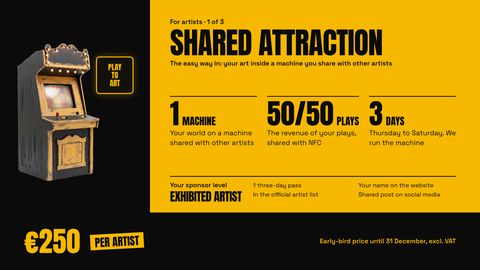 For artists · 1 of 3
SHARED ATTRACTION
The easy way in: your art inside a machine you share with other artists
PLAY
TO
ART
1 MACHINE
Your world on a machine
shared with other artists
50/50 PLAYS
The revenue of your plays,
shared with NFC
3 DAYS
Thursday to Saturday. We
run the machine
Your sponsor level
EXHIBITED ARTIST
1 three-day pass
In the official artist list
Your name on the website
Shared post on social media
€250 PER ARTIST
Early-bird price until 31 December, excl. VAT